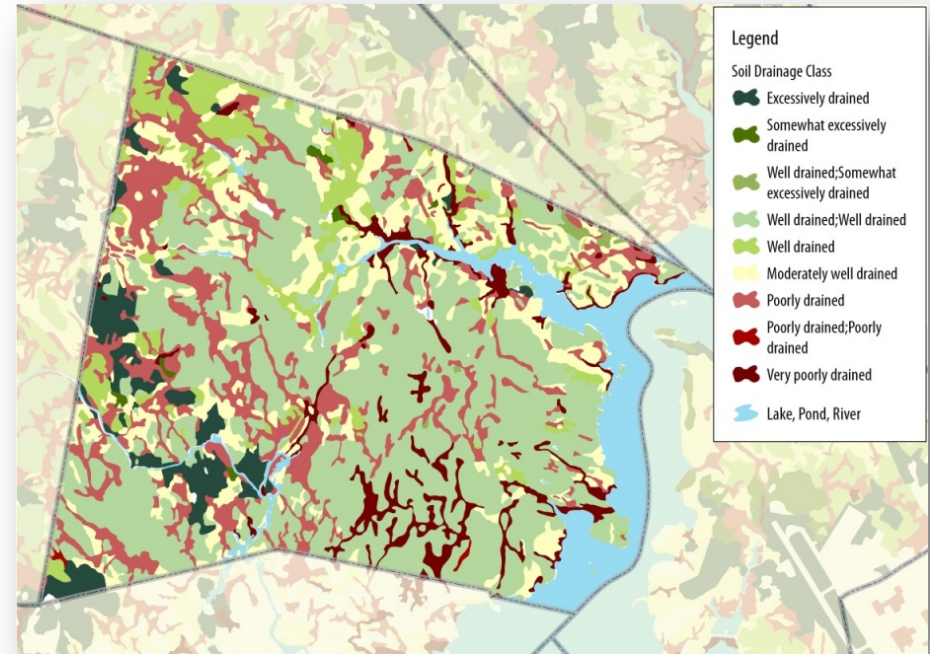 Legend
Soil Drainage Class
Excessively drained
Somewhat excessively
drained
Well drained;Somewhat
excessively drained
Well drained;Well drained
Well drained
Moderately well drained
Poorly drained
Poorly drained;Poorly
drained
Very poorly drained
Lake, Pond, River